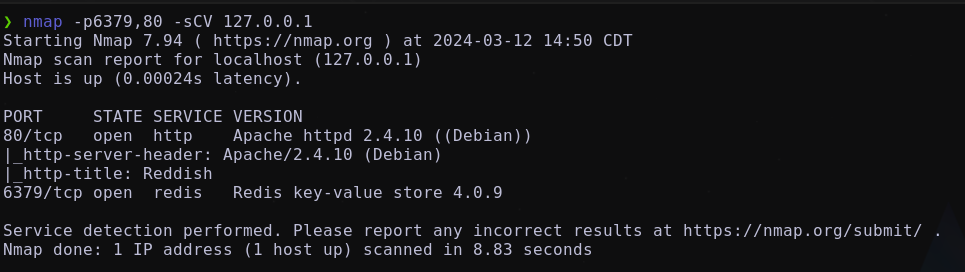 ❯ nmap -p6379,80 -sCV 127.0.0.1
Starting Nmap 7.94 ( https://nmap.org ) at 2024-03-12 14:50 CDT
Nmap scan report for localhost (127.0.0.1)
Host is up (0.00024s latency).

PORT     STATE SERVICE VERSION
80/tcp   open  http    Apache httpd 2.4.10 ((Debian))
|_http-server-header: Apache/2.4.10 (Debian)
|_http-title: Reddish
6379/tcp open  redis   Redis key-value store 4.0.9

Service detection performed. Please report any incorrect results at https://nmap.org/submit/ .
Nmap done: 1 IP address (1 host up) scanned in 8.83 seconds